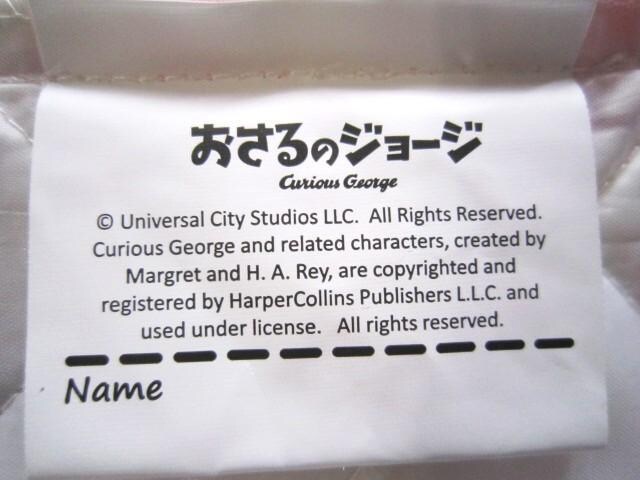 おさるのジョージ
Curious George
© Universal City Studios LLC. All Rights Reserved.
Curious George and related characters, created by
Margret and H. A. Rey, are copyrighted and
registered by HarperCollins Publishers L.L.C. and
used under license. All rights reserved.
Name